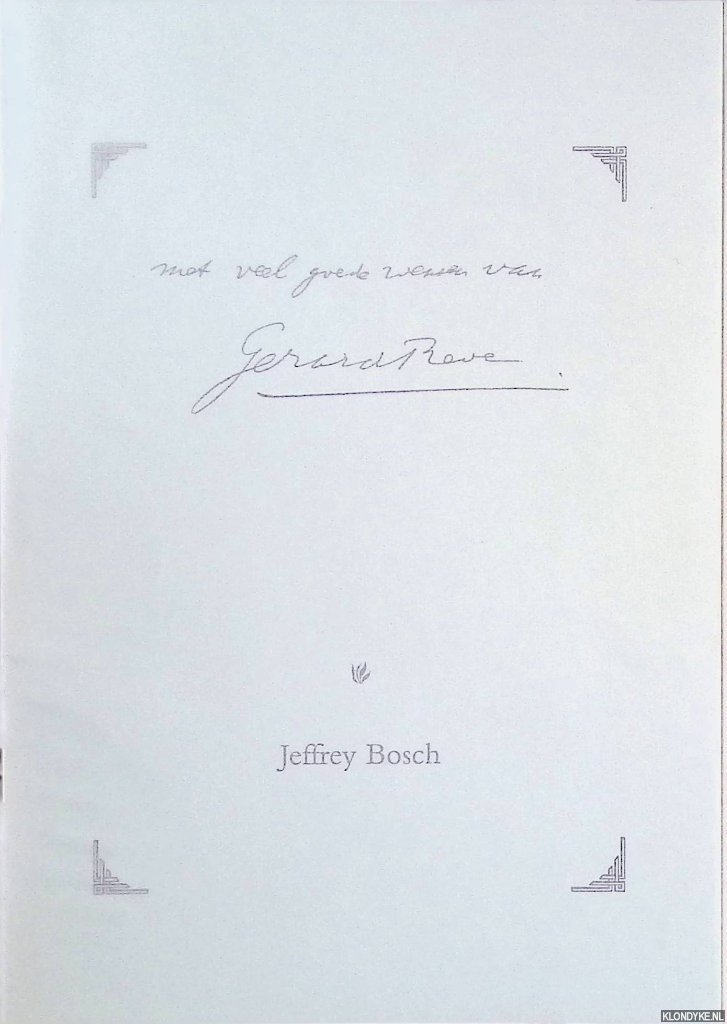 met veel goede wensen van
Gerard Reve.
Jeffrey Bosch
KLONDYKE.NL